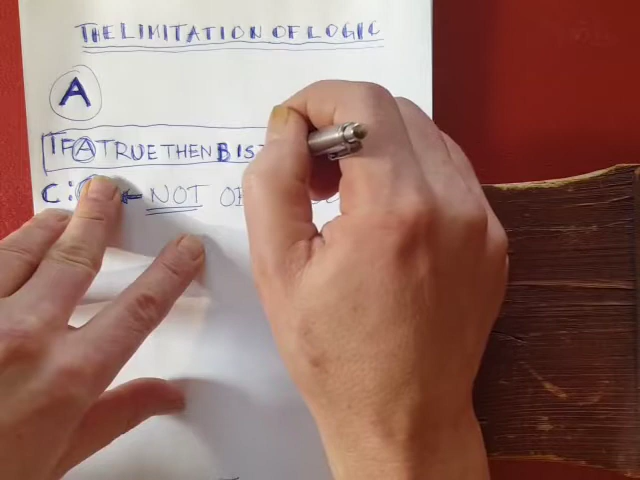 THE LIMITATION OF LOGIC
A
IF A TRUE THEN B IS
C: ← NOT